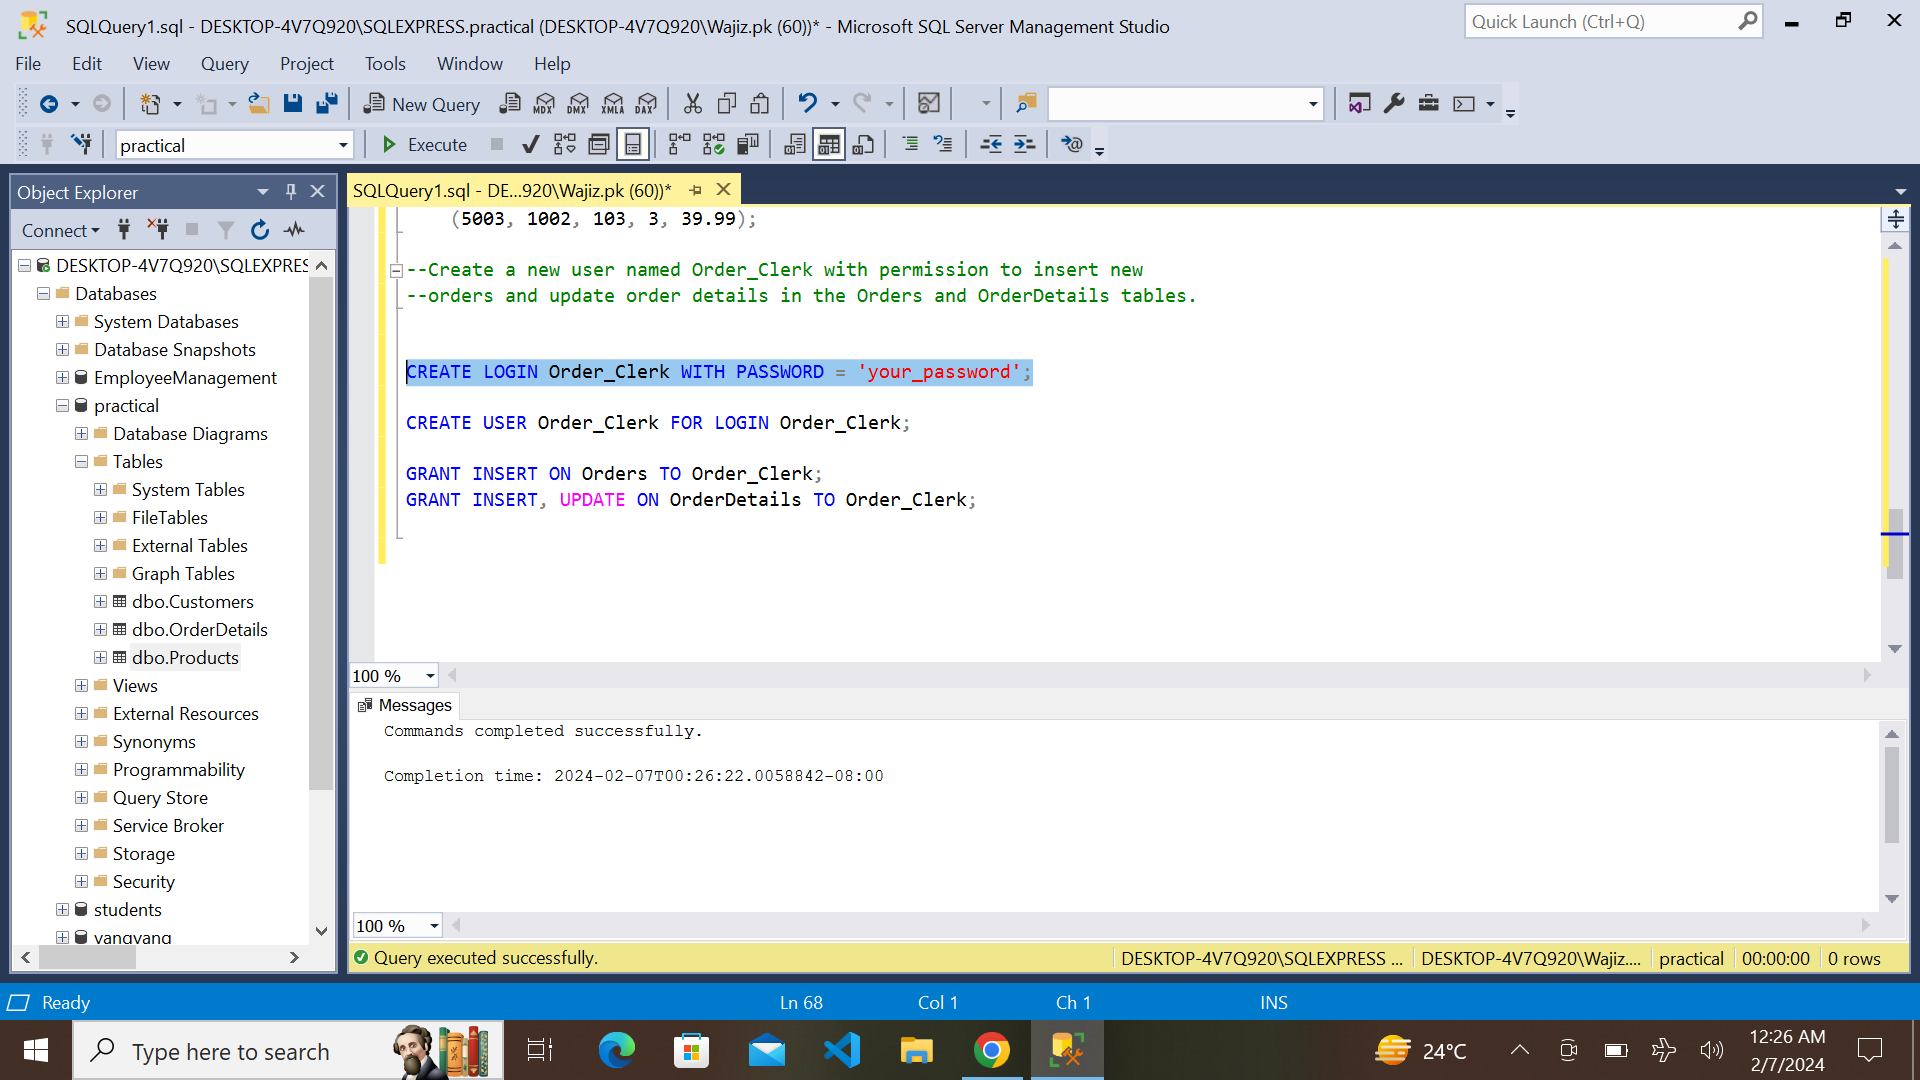 SQLQuery1.sql - DESKTOP-4V7Q920\SQLEXPRESS.practical (DESKTOP-4V7Q920\Wajiz.pk (60))* - Microsoft SQL Server Management Studio
Quick Launch (Ctrl+Q)
File Edit View Query Project Tools Window Help
New Query MDX DMX XMLA DAX
practical Execute
Object Explorer
SQLQuery1.sql - DE...920\Wajiz.pk (60))*
Connect
DESKTOP-4V7Q920\SQLEXPRES
Databases
System Databases
Database Snapshots
EmployeeManagement
practical
Database Diagrams
Tables
System Tables
FileTables
External Tables
Graph Tables
dbo.Customers
dbo.OrderDetails
dbo.Products
Views
External Resources
Synonyms
Programmability
Query Store
Service Broker
Storage
Security
students
yangyang
(5003, 1002, 103, 3, 39.99);
--Create a new user named Order_Clerk with permission to insert new
--orders and update order details in the Orders and OrderDetails tables.
CREATE LOGIN Order_Clerk WITH PASSWORD = 'your_password';
CREATE USER Order_Clerk FOR LOGIN Order_Clerk;
GRANT INSERT ON Orders TO Order_Clerk;
GRANT INSERT, UPDATE ON OrderDetails TO Order_Clerk;
100 %
Messages
Commands completed successfully.
Completion time: 2024-02-07T00:26:22.0058842-08:00
100 %
Query executed successfully. DESKTOP-4V7Q920\SQLEXPRESS ... DESKTOP-4V7Q920\Wajiz.... practical 00:00:00 0 rows
Ready Ln 68 Col 1 Ch 1 INS
Type here to search
24°C
12:26 AM
2/7/2024